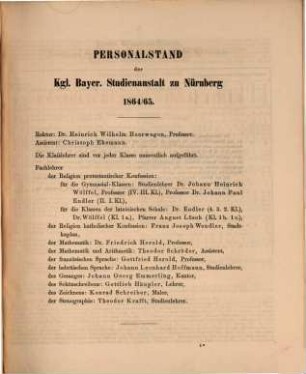 PERSONALSTAND
der
Kgl. Bayer. Studienanstalt zu Nürnberg
1864/65.
Rektor: Dr. Heinrich Wilhelm Heerwagen, Professor.
Assistent: Christoph
Die Klaßlehrer sind vor jeder Klasse namentlich aufgeführt.
Fachlehrer
der Religion protestantischer Konfession:
für die Gymnasial-Klassen: Studienlehrer Dr. Johann Heinrich
Wölffel, Professor (IV. III. Kl.), Professor Dr. Johann Paul
Endler (II. I. Kl.),
für die Klassen der lateinischen Schule: Dr. Endler (4. 3. 2. Kl.),
Dr. Wölffel (Kl. 1 a.), Pfarrer August Lösch (Kl. 1 b. 1 c.),
der Religion katholischer Konfession: Franz Joseph Wendler, Stadt-
kaplan,
der Mathematik: Dr. Friedrich Herold, Professor,
der Mathematik und Arithmetik: Theodor Schröder, Assistent,
der französischen Sprache: Gottfried Herold, Professor,
der hebräischen Sprache: Johann Leonhard Hoffmann, Studienlehrer,
des Gesanges: Johann Georg Emmerling, Kantor,
des Schönschreibens: Gottlieb Häupler, Lehrer,
des Zeichnens: Konrad Schreiber, Maler,
der Stenographie: Theodor Krafft, Studienlehrer.